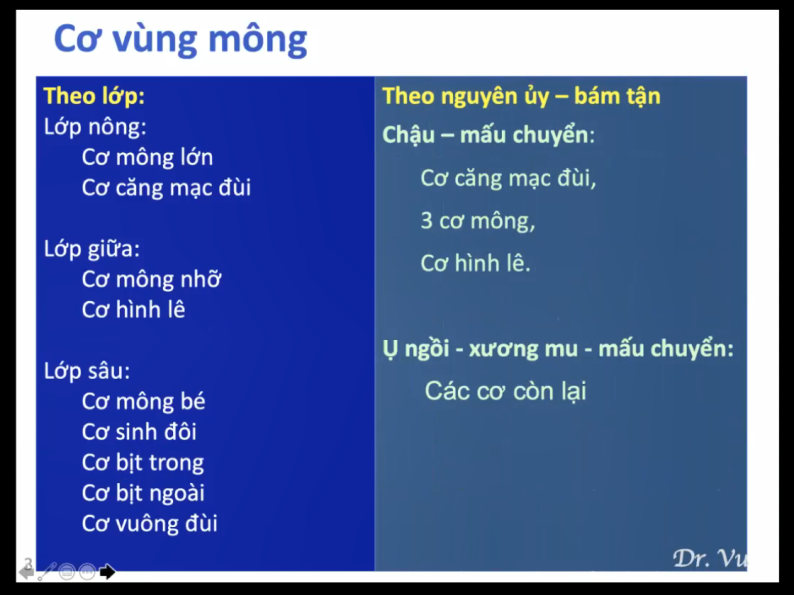 Cơ vùng mông
Theo lớp:
Lớp nông:
Cơ mông lớn
Cơ căng mạc đùi
Lớp giữa:
Cơ mông nhỡ
Cơ hình lê
Lớp sâu:
Cơ mông bé
Cơ sinh đôi
Cơ bịt trong
Cơ bịt ngoài
Cơ vuông đùi
Theo nguyên ủy – bám tận
Chậu – mấu chuyển:
Cơ căng mạc đùi,
3 cơ mông,
Cơ hình lê.
Ụ ngồi - xương mu - mấu chuyển:
Các cơ còn lại
Dr. Vu
3